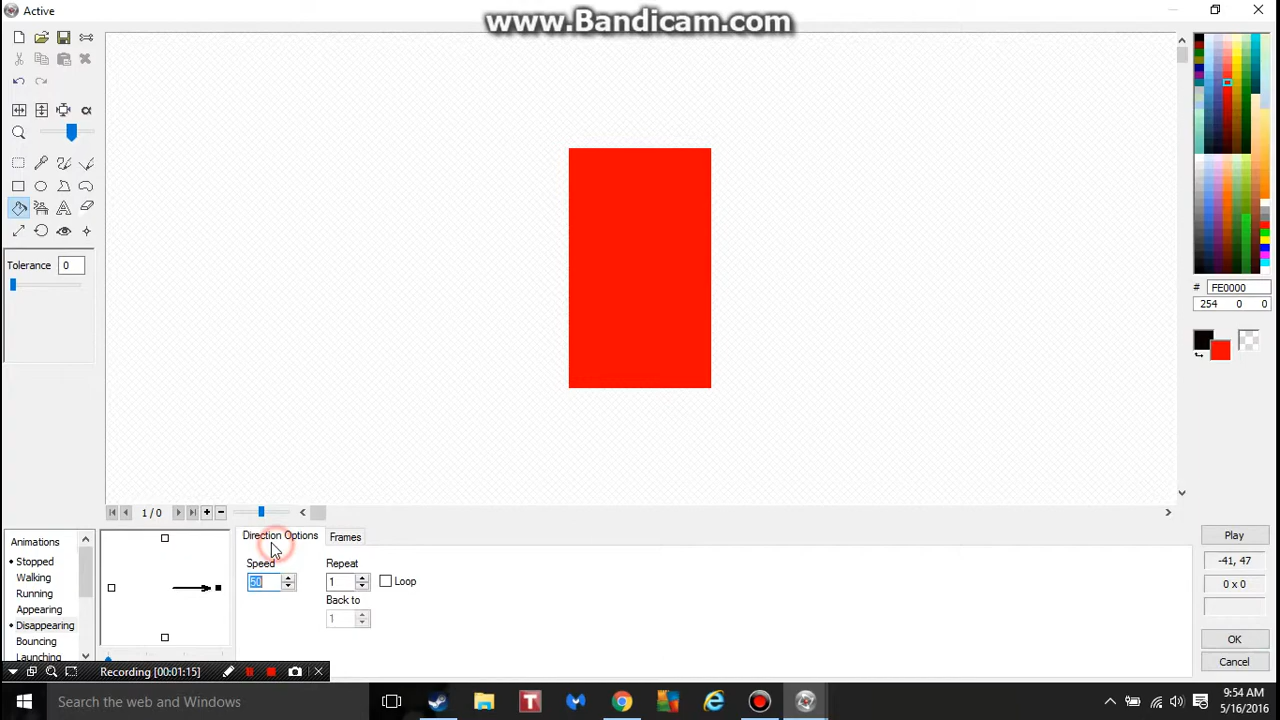 Active
www.Bandicam.com
Tolerance 0
# FE0000
254 0 0
1 / 0
Animations
Stopped
Walking
Running
Appearing
Disappearing
Bouncing
Launching
Direction Options
Frames
Speed
50
Repeat
1
Loop
Back to
1
Play
-41, 47
0 x 0
OK
Cancel
Recording [00:01:15]
Search the web and Windows
9:54 AM
5/16/2016